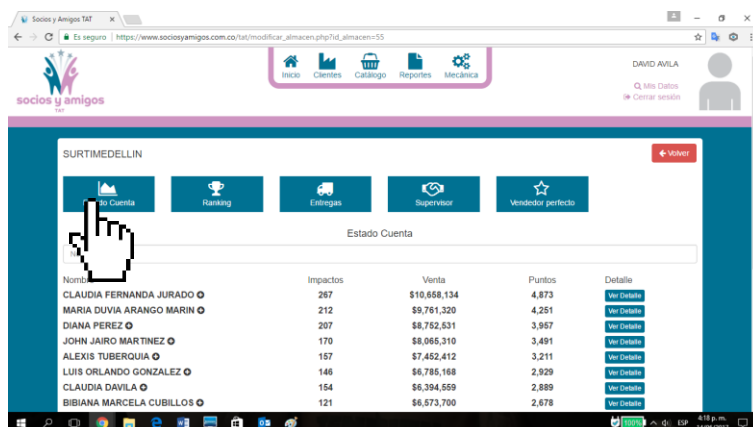 Socios y Amigos TAT
Es seguro | https://www.sociosyamigos.com.co/tat/modificar_almacen.php?id_almacen=55
socios y amigos
TAT
Inicio Clientes Catálogo Reportes Mecánica
DAVID AVILA
Mis Datos
Cerrar sesión
SURTIMEDELLIN
Volver
Cuenta Ranking Entregas Supervisor Vendedor perfecto
Estado Cuenta
Impactos Venta Puntos Detalle
CLAUDIA FERNANDA JURADO 267 $10,658,134 4,873 Ver Detalle
MARIA DUVIA ARANGO MARIN 212 $9,761,320 4,251 Ver Detalle
DIANA PEREZ 207 $8,752,531 3,957 Ver Detalle
JOHN JAIRO MARTINEZ 170 $8,065,310 3,491 Ver Detalle
ALEXIS TUBERQUIA 157 $7,452,412 3,211 Ver Detalle
LUIS ORLANDO GONZALEZ 146 $6,785,168 2,929 Ver Detalle
CLAUDIA DAVILA 154 $6,394,559 2,889 Ver Detalle
BIBIANA MARCELA CUBILLOS 121 $6,573,700 2,678 Ver Detalle
100% ESP 4:18 p. m.